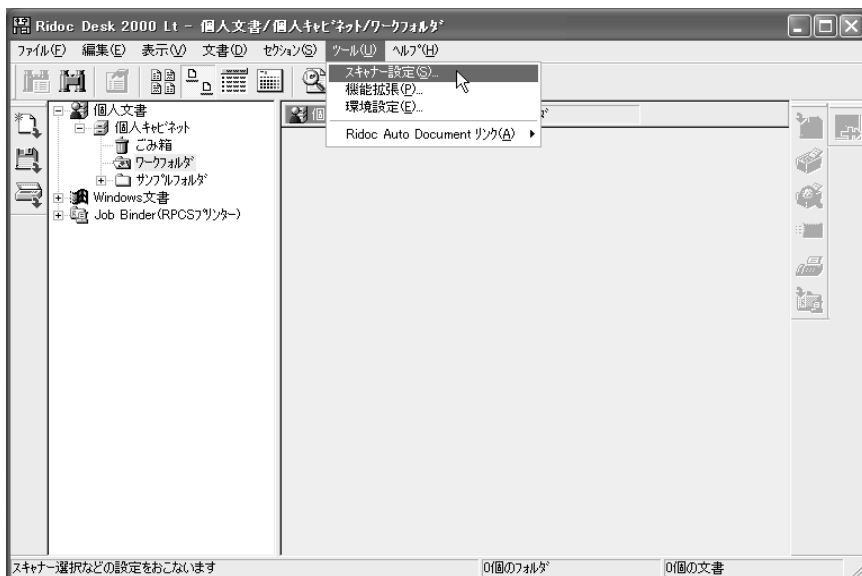 Ridoc Desk 2000 Lt - 個人文書/個人ｷｬﾋﾞﾈｯﾄ/ﾜｰｸﾌｫﾙﾀﾞ
ﾌｧｲﾙ(F) 編集(E) 表示(V) 文書(D) ｾｸｼｮﾝ(S) ﾂｰﾙ(U) ﾍﾙﾌﾟ(H)
ｽｷｬﾅｰ設定(S)...
機能拡張(P)...
環境設定(E)...
Ridoc Auto Document ﾘﾝｸ(A)
個人文書
個人ｷｬﾋﾞﾈｯﾄ
ごみ箱
ﾜｰｸﾌｫﾙﾀﾞ
ｻﾝﾌﾟﾙﾌｫﾙﾀﾞ
Windows文書
Job Binder(RPCSﾌﾟﾘﾝﾀｰ)
ｽｷｬﾅｰ選択などの設定をおこないます 0個のﾌｫﾙﾀﾞ 0個の文書